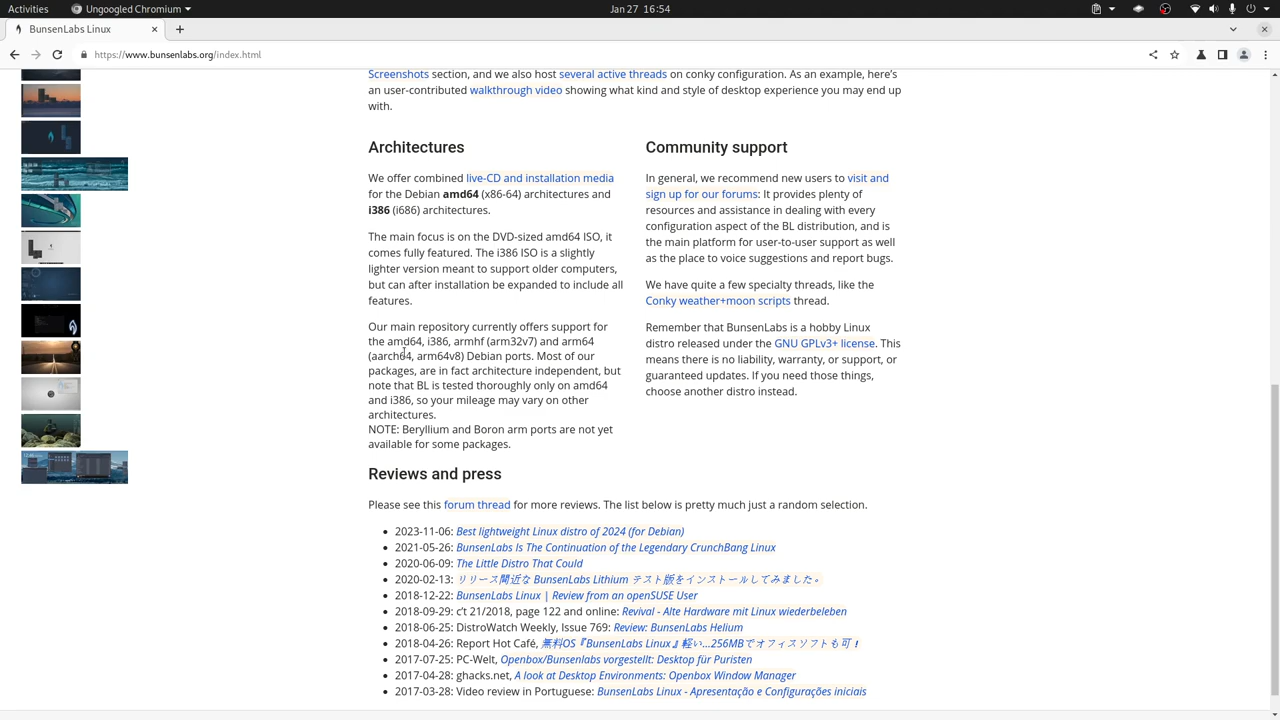 Activities
Ungoogled Chromium
Jan 27 16:54
BunsenLabs Linux
https://www.bunsenlabs.org/index.html
Screenshots section, and we also host several active threads on conky configuration. As an example, here's
an user-contributed walkthrough video showing what kind and style of desktop experience you may end up
with.
Architectures
We offer combined live-CD and installation media
for the Debian amd64 (x86-64) architectures and
i386 (i686) architectures.
The main focus is on the DVD-sized amd64 ISO, it
comes fully featured. The i386 ISO is a slightly
lighter version meant to support older computers,
but can after installation be expanded to include all
features.
Our main repository currently offers support for
the amd64, i386, armhf (arm32v7) and arm64
(aarch64, arm64v8) Debian ports. Most of our
packages, are in fact architecture independent, but
note that BL is tested thoroughly only on amd64
and i386, so your mileage may vary on other
architectures.
NOTE: Beryllium and Boron arm ports are not yet
available for some packages.
Community support
In general, we recommend new users to visit and
sign up for our forums: It provides plenty of
resources and assistance in dealing with every
configuration aspect of the BL distribution, and is
the main platform for user-to-user support as well
as the place to voice suggestions and report bugs.
We have quite a few specialty threads, like the
Conky weather+moon scripts thread.
Remember that BunsenLabs is a hobby Linux
distro released under the GNU GPLv3+ license. This
means there is no liability, warranty, or support, or
guaranteed updates. If you need those things,
choose another distro instead.
Reviews and press
Please see this forum thread for more reviews. The list below is pretty much just a random selection.
• 2023-11-06: Best lightweight Linux distro of 2024 (for Debian)
• 2021-05-26: BunsenLabs Is The Continuation of the Legendary CrunchBang Linux
• 2020-06-09: The Little Distro That Could
• 2020-02-13: リリース間近な BunsenLabs Lithium テスト版をインストールしてみました。
• 2018-12-22: BunsenLabs Linux | Review from an openSUSE User
• 2018-09-29: c't 21/2018, page 122 and online: Revival - Alte Hardware mit Linux wiederbeleben
• 2018-06-25: DistroWatch Weekly, Issue 769: Review: BunsenLabs Helium
• 2018-04-26: Report Hot Café, 無料OS『BunsenLabs Linux』軽い…256MBでオフィスソフトも可！
• 2017-07-25: PC-Welt, Openbox/Bunsenlabs vorgestellt: Desktop für Puristen
• 2017-04-28: ghacks.net, A look at Desktop Environments: Openbox Window Manager
• 2017-03-28: Video review in Portuguese: BunsenLabs Linux - Apresentação e Configurações iniciais